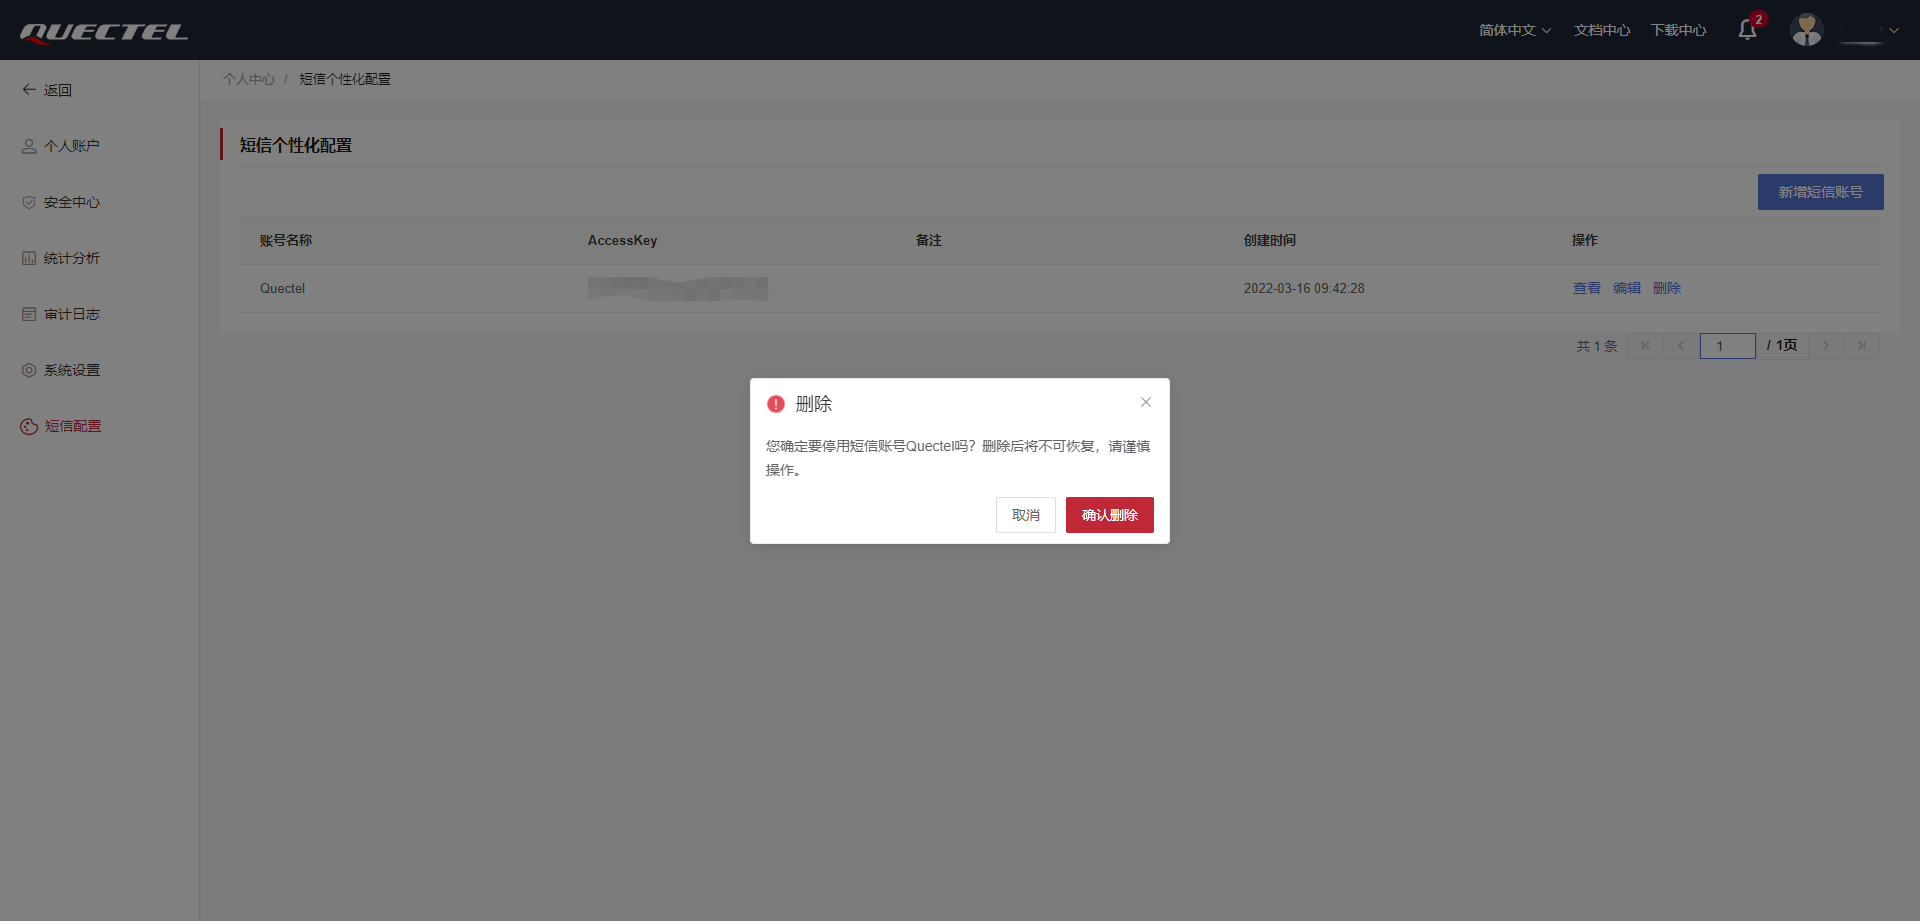 QUECTEL
简体中文
文档中心
下载中心
2
返回
个人账户
安全中心
统计分析
审计日志
系统设置
短信配置
个人中心 / 短信个性化配置
短信个性化配置
新增短信账号
账号名称 AccessKey 备注 创建时间 操作
Quectel 2022-03-16 09:42:28 查看 编辑 删除
共 1 条 1 / 1页
删除
您确定要停用短信账号Quectel吗？删除后将不可恢复，请谨慎
操作。
取消 确认删除